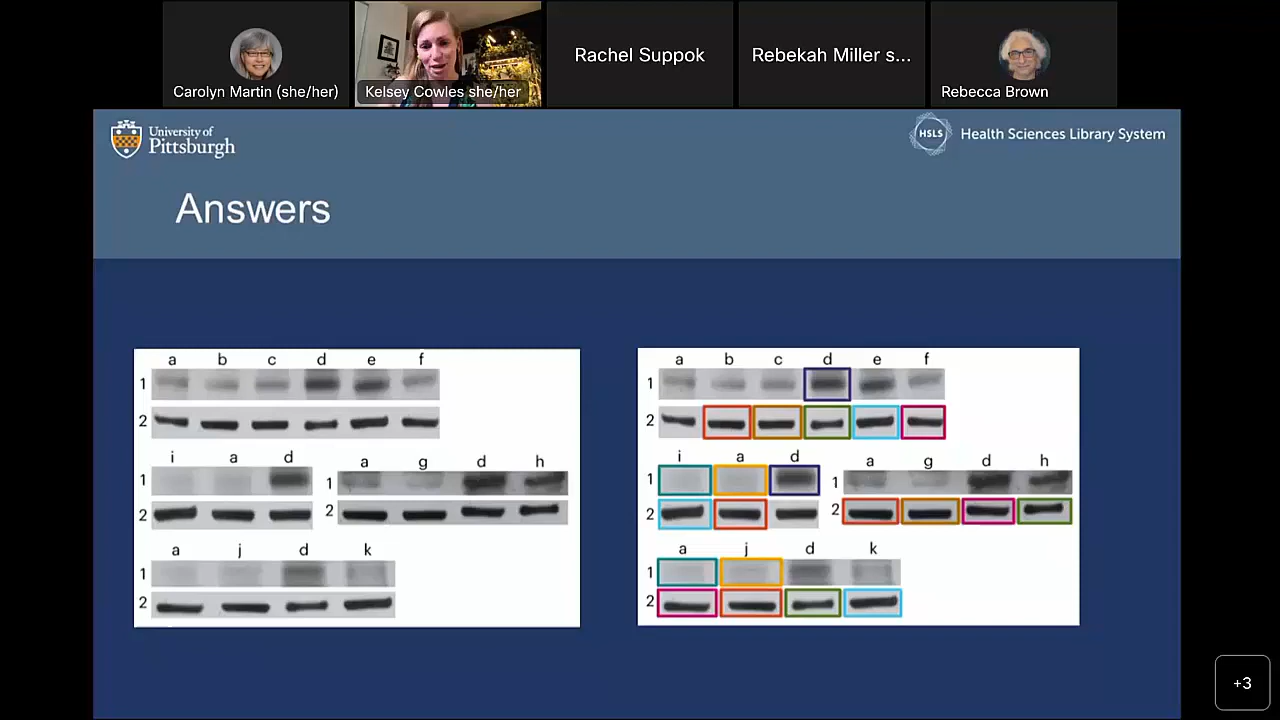 Carolyn Martin (she/her)
Kelsey Cowles she/her
Rachel Suppok
Rebekah Miller s...
Rebecca Brown
University of
Pittsburgh
HSLS
Health Sciences Library System
Answers
a b c d e f
1
2
i a d
1
2
a g d h
1
2
a j d k
1
2
a b c d e f
1
2
i a d
1
2
a g d h
1
2
a j d k
1
2
+3